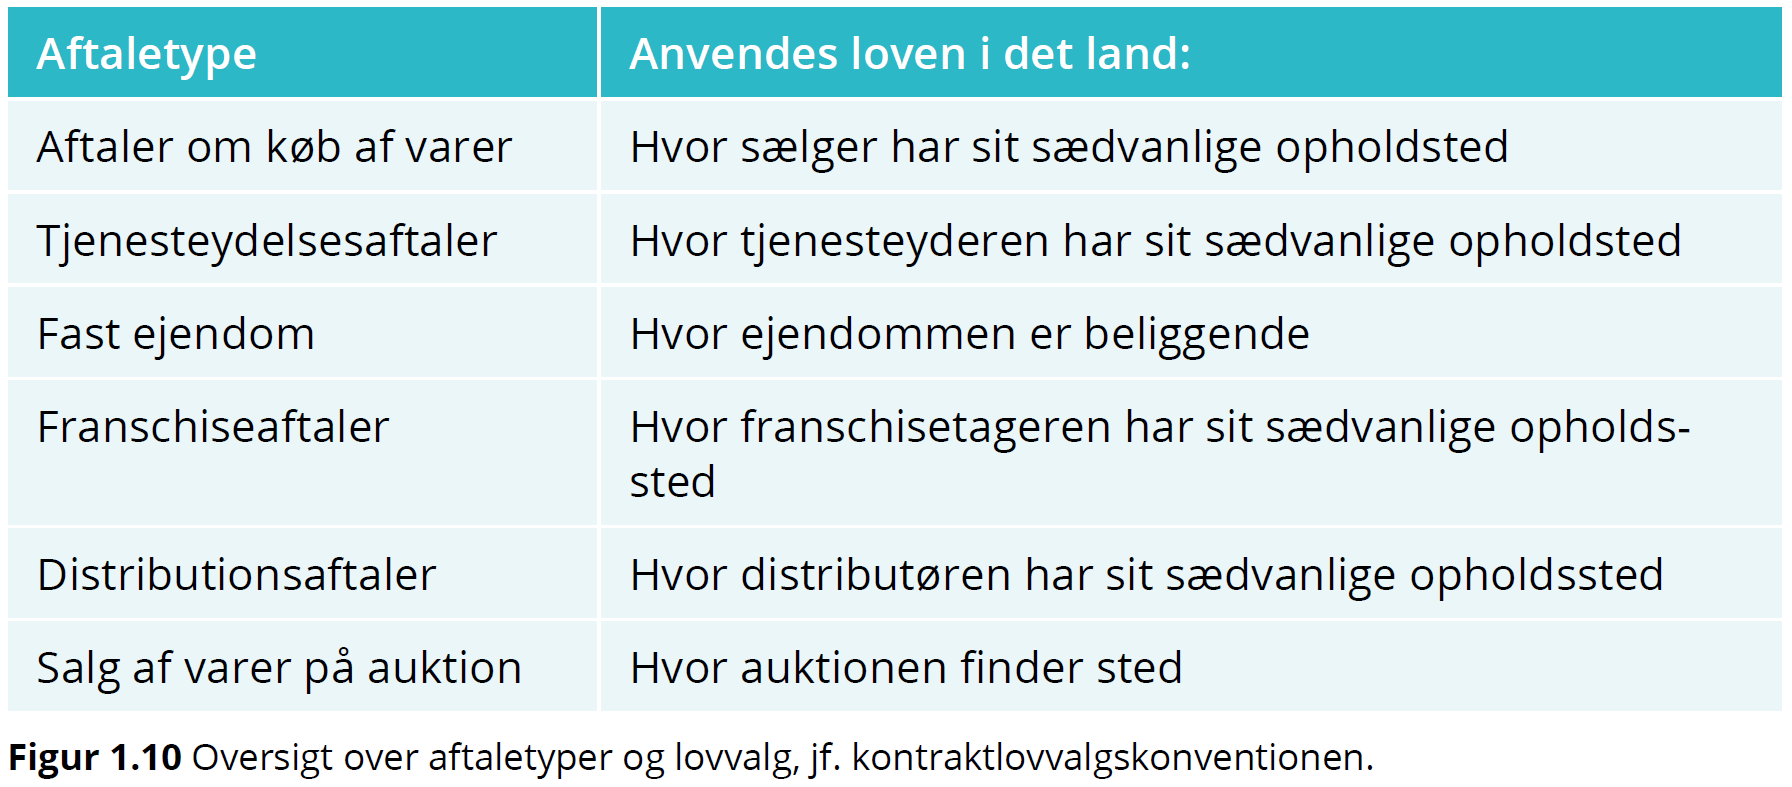 Aftaletype
Anvendes loven i det land:
Aftaler om køb af varer
Hvor sælger har sit sædvanlige opholdsted
Tjenesteydelsesaftaler
Hvor tjenesteyderen har sit sædvanlige opholdsted
Fast ejendom
Hvor ejendommen er beliggende
Franschiseaftaler
Hvor franschisetageren har sit sædvanlige opholds-
sted
Distributionsaftaler
Hvor distributøren har sit sædvanlige opholdssted
Salg af varer på auktion
Hvor auktionen finder sted
Figur 1.10 Oversigt over aftaletyper og lovvalg, jf. kontraktlovvalgskonventionen.